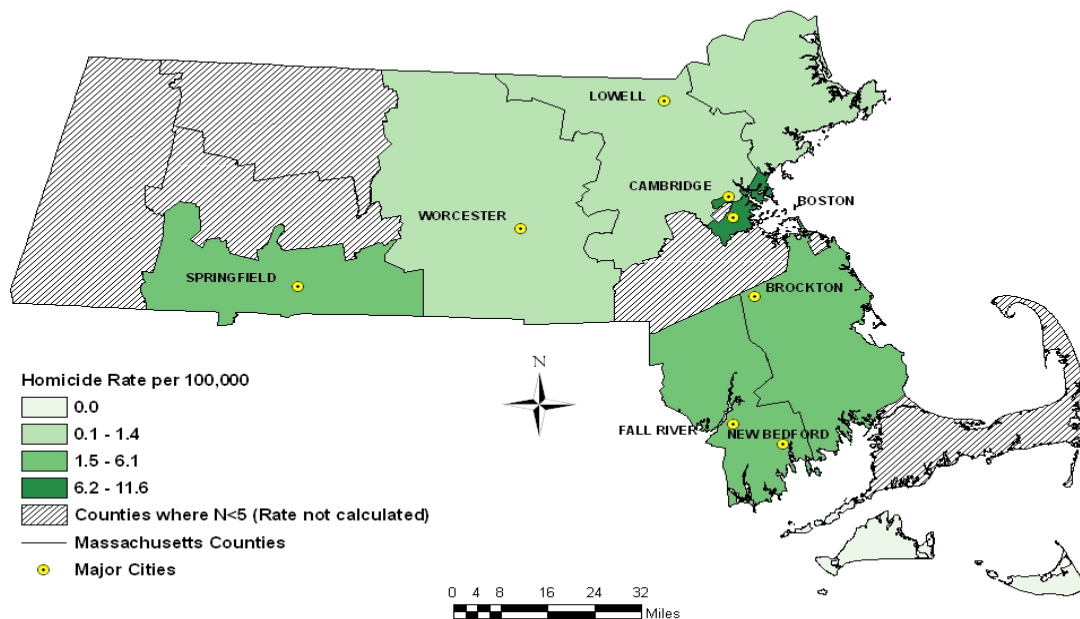 LOWELL
CAMBRIDGE
BOSTON
WORCESTER
SPRINGFIELD
BROCKTON
N
Homicide Rate per 100,000
0.0
0.1 - 1.4
FALL RIVER
NEW BEDFORD
1.5 - 6.1
6.2 - 11.6
Counties where N<5 (Rate not calculated)
Massachusetts Counties
Major Cities
0 4 8 16 24 32
Miles